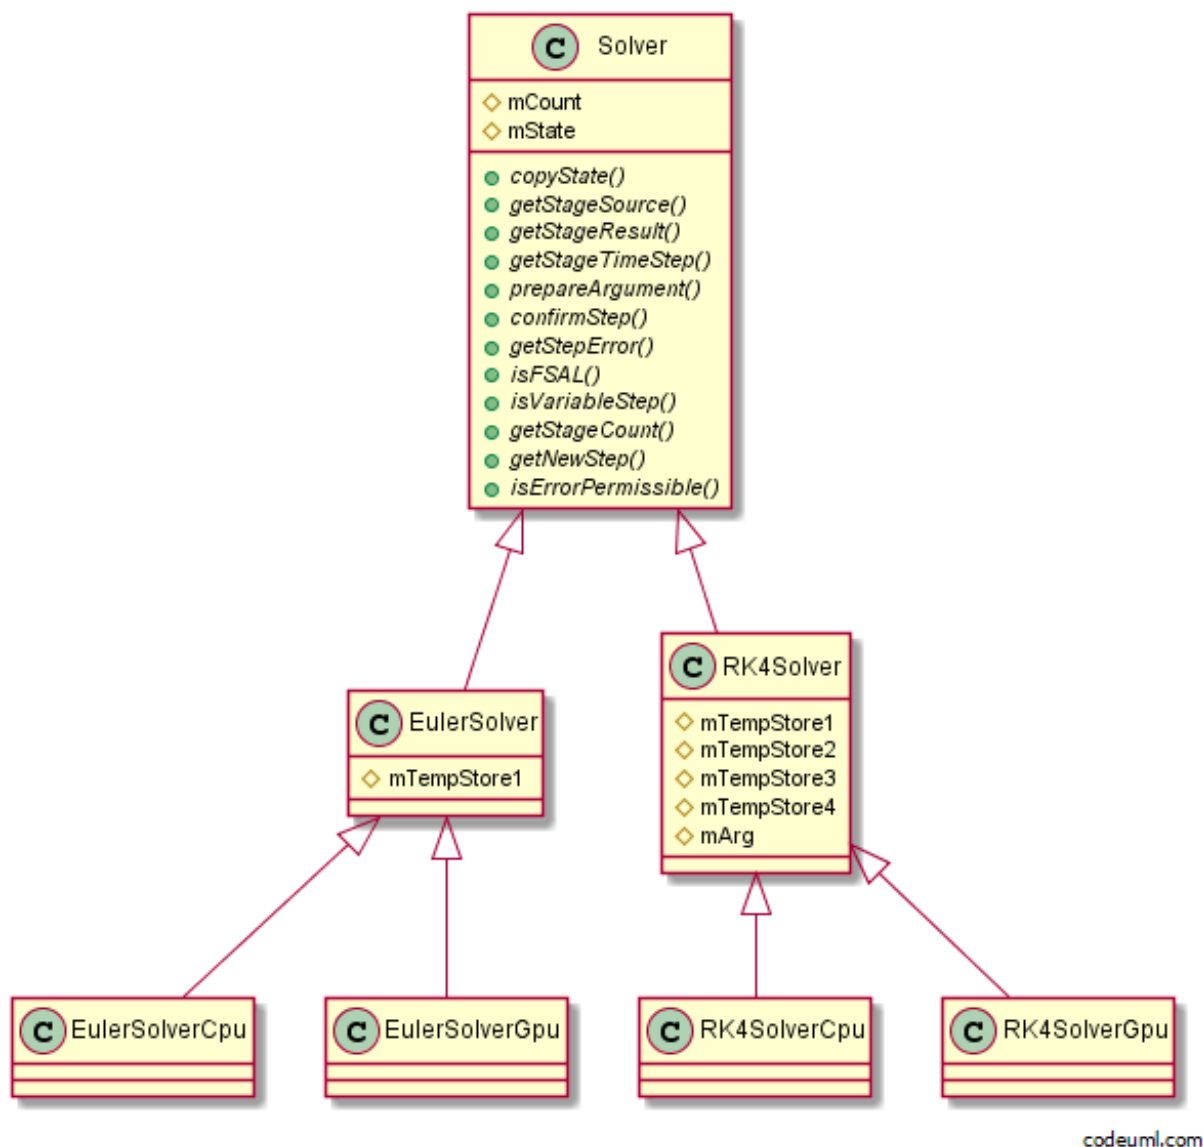 C Solver
mCount
mState
copyState()
getStageSource()
getStageResult()
getStageTimeStep()
prepareArgument()
confirmStep()
getStepError()
isFSAL()
isVariableStep()
getStageCount()
getNewStep()
isErrorPermissible()
C EulerSolver
mTempStore1
C RK4Solver
mTempStore1
mTempStore2
mTempStore3
mTempStore4
mArg
C EulerSolverCpu
C EulerSolverGpu
C RK4SolverCpu
C RK4SolverGpu
codeuml.com